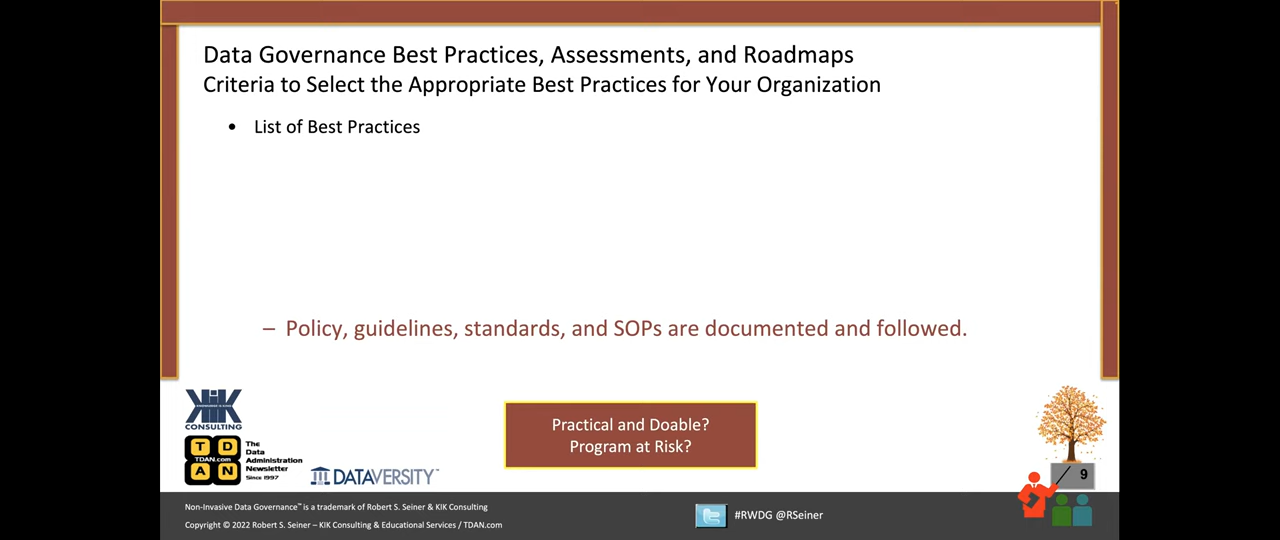 Data Governance Best Practices, Assessments, and Roadmaps
Criteria to Select the Appropriate Best Practices for Your Organization
• List of Best Practices
– Policy, guidelines, standards, and SOPs are documented and followed.
Practical and Doable?
Program at Risk?
KIK
CONSULTING
T D
TDAN.com
A N
The
Data
Administration
Newsletter
Since 1997
DATAVERSITY™
9
Non-Invasive Data Governance™ is a trademark of Robert S. Seiner & KIK Consulting
Copyright © 2022 Robert S. Seiner – KIK Consulting & Educational Services / TDAN.com
#RWDG @RSeiner